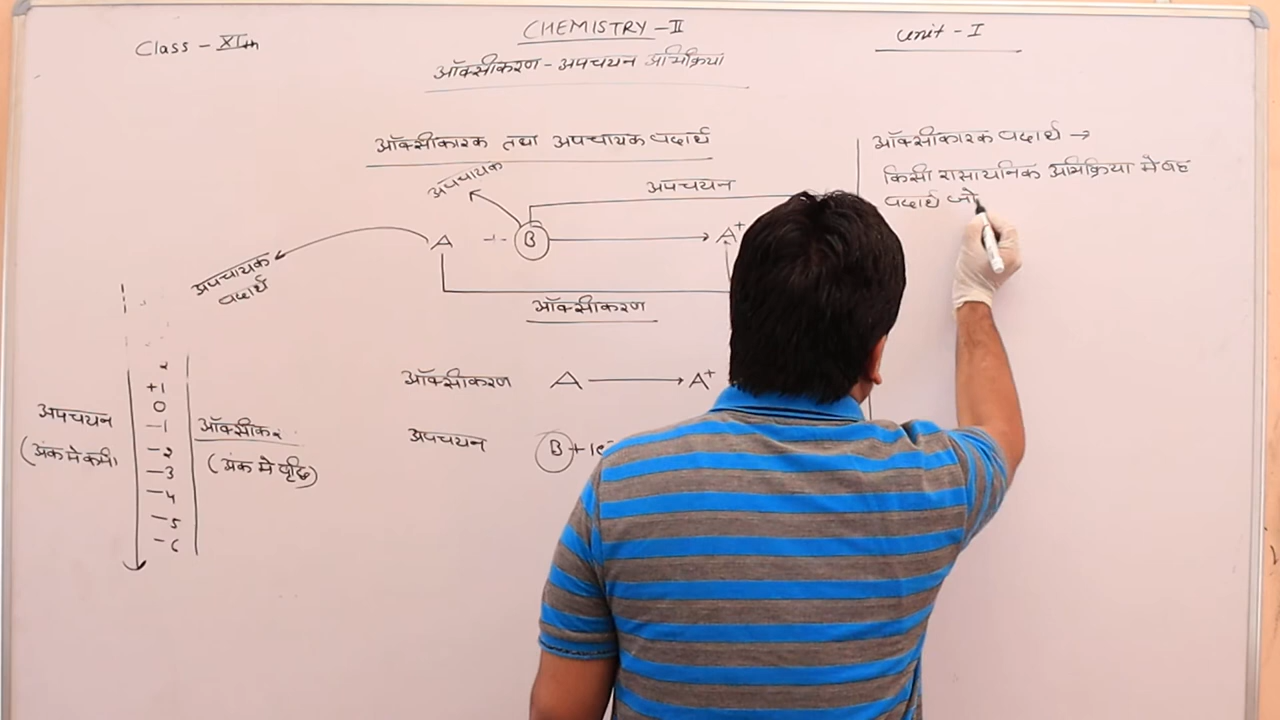 Class - XIth
CHEMISTRY - II
Unit - I
ऑक्सीकरण - अपचयन अभिक्रिया
ऑक्सीकारक तथा अपचायक पदार्थ
अपचायक
अपचयन
A + B → A+
अपचायक
पदार्थ
ऑक्सीकरण
ऑक्सीकरण A → A+
अपचयन B + 1e-
+1
0
-1
-2
-3
-4
-5
-6
अपचयन
(अंक मे कमी)
ऑक्सीकर
(अंक मे वृद्धि)
ऑक्सीकारक पदार्थ →
किसी रासायनिक अभिक्रिया मे वह
पदार्थ जो